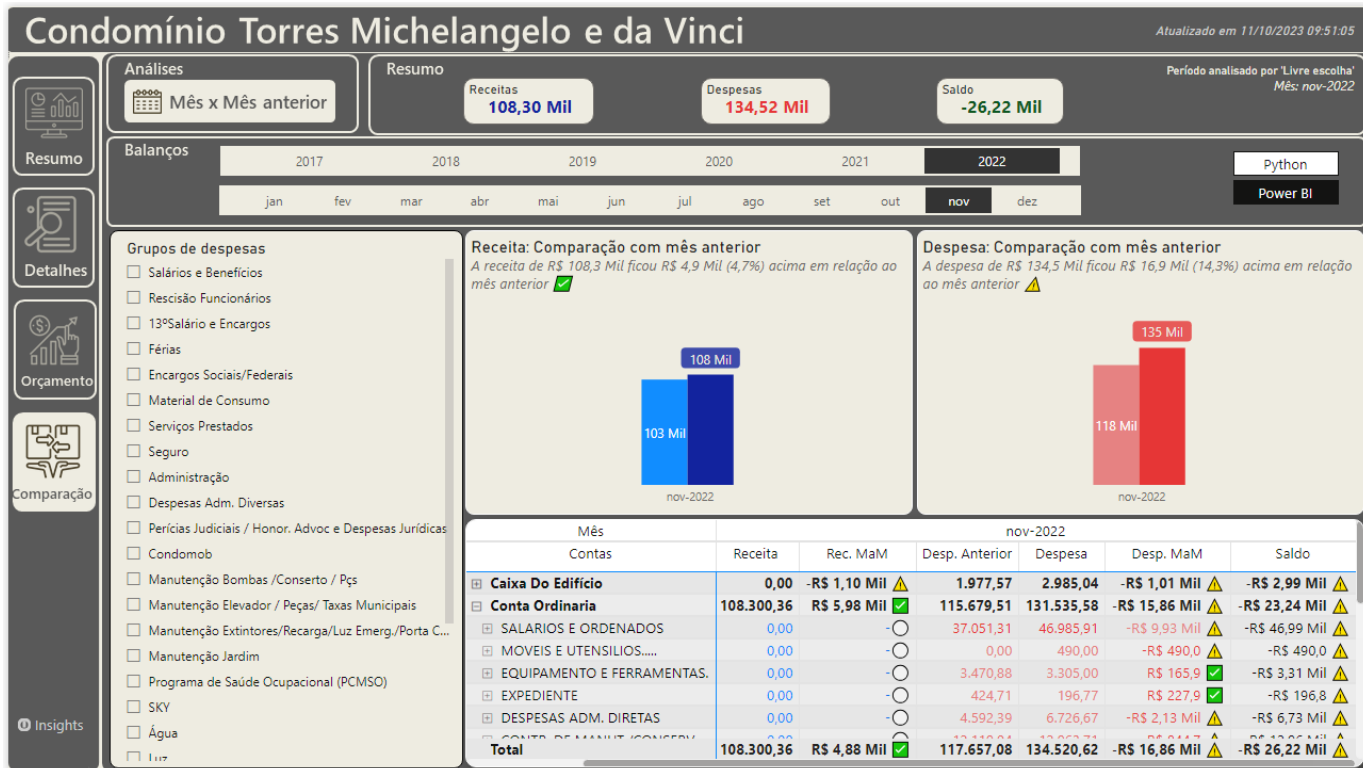 Condomínio Torres Michelangelo e da Vinci
Atualizado em 11/10/2023 09:51:05
Resumo
Detalhes
Orçamento
Comparação
Insights
Análises
Mês x Mês anterior
Resumo
Receitas
108,30 Mil
Despesas
134,52 Mil
Saldo
-26,22 Mil
Período analisado por 'Livre escolha'
Mês: nov-2022
Balanços
2017 2018 2019 2020 2021 2022
jan fev mar abr mai jun jul ago set out nov dez
Python
Power BI
Grupos de despesas
Salários e Benefícios
Rescisão Funcionários
13ºSalário e Encargos
Férias
Encargos Sociais/Federais
Material de Consumo
Serviços Prestados
Seguro
Administração
Despesas Adm. Diversas
Perícias Judiciais / Honor. Advoc e Despesas Jurídicas
Condomob
Manutenção Bombas /Conserto / Pçs
Manutenção Elevador / Peças/ Taxas Municipais
Manutenção Extintores/Recarga/Luz Emerg./Porta C...
Manutenção Jardim
Programa de Saúde Ocupacional (PCMSO)
SKY
Água
Luz
Receita: Comparação com mês anterior
A receita de R$ 108,3 Mil ficou R$ 4,9 Mil (4,7%) acima em relação ao
mês anterior
108 Mil
103 Mil
nov-2022
Despesa: Comparação com mês anterior
A despesa de R$ 134,5 Mil ficou R$ 16,9 Mil (14,3%) acima em relação
ao mês anterior
135 Mil
118 Mil
nov-2022
Mês nov-2022
Contas Receita Rec. MaM Desp. Anterior Despesa Desp. MaM Saldo
Caixa Do Edifício 0,00 -R$ 1,10 Mil 1.977,57 2.985,04 -R$ 1,01 Mil -R$ 2,99 Mil
Conta Ordinaria 108.300,36 R$ 5,98 Mil 115.679,51 131.535,58 -R$ 15,86 Mil -R$ 23,24 Mil
SALARIOS E ORDENADOS 0,00 - 37.051,31 46.985,91 -R$ 9,93 Mil -R$ 46,99 Mil
MOVEIS E UTENSILIOS..... 0,00 - 0,00 490,00 -R$ 490,0 -R$ 490,0
EQUIPAMENTO E FERRAMENTAS. 0,00 - 3.470,88 3.305,00 R$ 165,9 -R$ 3,31 Mil
EXPEDIENTE 0,00 - 424,71 196,77 R$ 227,9 -R$ 196,8
DESPESAS ADM. DIRETAS 0,00 - 4.592,39 6.726,67 -R$ 2,13 Mil -R$ 6,73 Mil
Total 108.300,36 R$ 4,88 Mil 117.657,08 134.520,62 -R$ 16,86 Mil -R$ 26,22 Mil